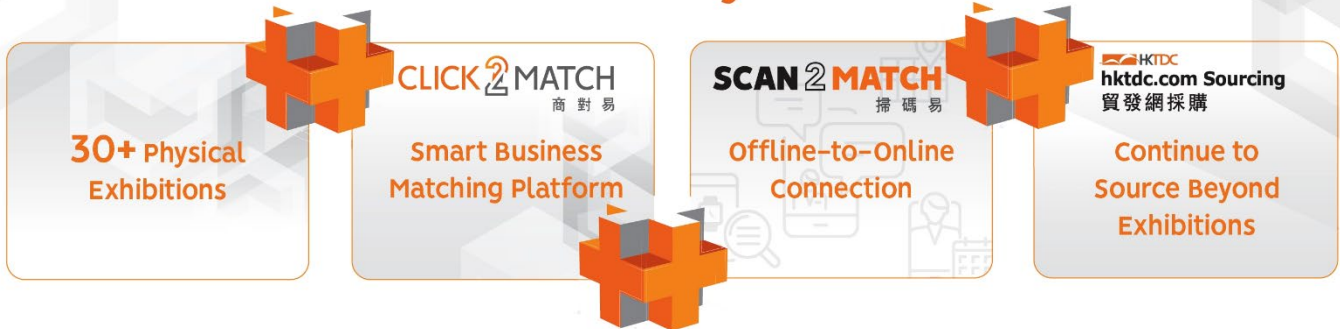 30+ Physical
Exhibitions
CLICK2MATCH
商對易
Smart Business
Matching Platform
SCAN2MATCH
掃碼易
Offline-to-Online
Connection
HKTDC
hktdc.com Sourcing
貿發網採購
Continue to
Source Beyond
Exhibitions